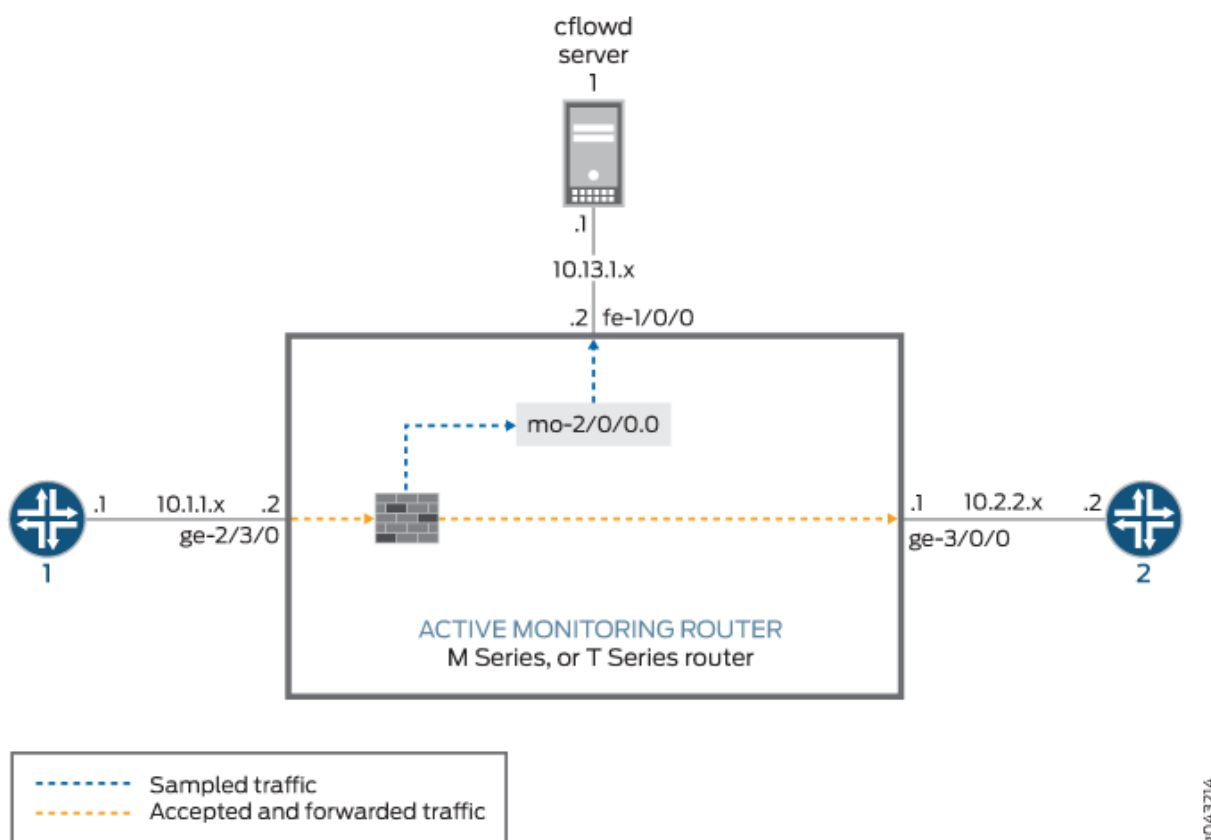 cflowd
server
1
.1
10.13.1.x
.2 fe-1/0/0
mo-2/0/0.0
.1 10.1.1.x .2
ge-2/3/0
1
.1 10.2.2.x .2
ge-3/0/0
2
ACTIVE MONITORING ROUTER
M Series, or T Series router
Sampled traffic
Accepted and forwarded traffic
g043214